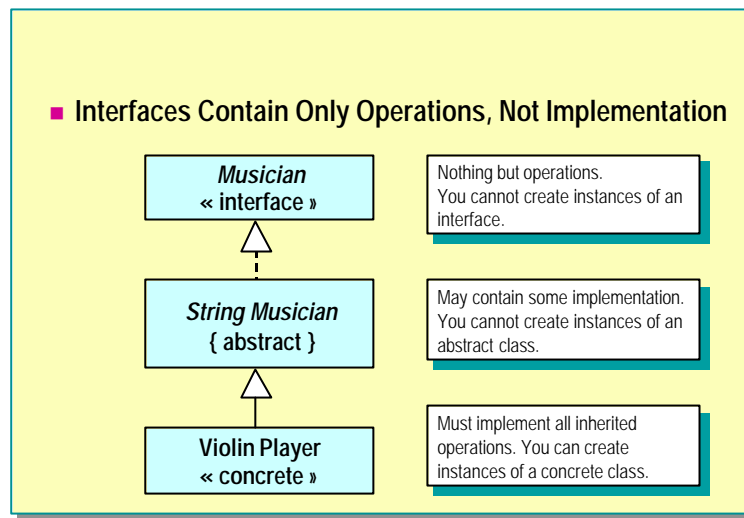 Interfaces Contain Only Operations, Not Implementation
Musician
« interface »
Nothing but operations.
You cannot create instances of an
interface.
String Musician
{ abstract }
May contain some implementation.
You cannot create instances of an
abstract class.
Violin Player
« concrete »
Must implement all inherited
operations. You can create
instances of a concrete class.